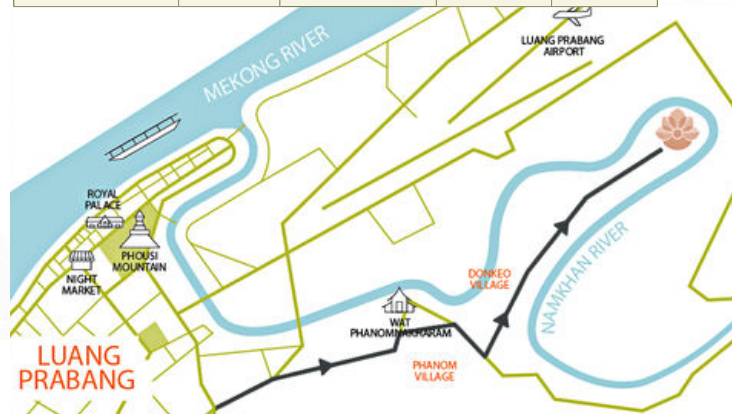 LUANG PRABANG
AIRPORT
MEKONG RIVER
ROYAL
PALACE
PHOUSI
MOUNTAIN
NIGHT
MARKET
DONKEO
VILLAGE
NAMKHAN RIVER
WAT
PHANOMNAKHARAM
LUANG
PRABANG
PHANOM
VILLAGE